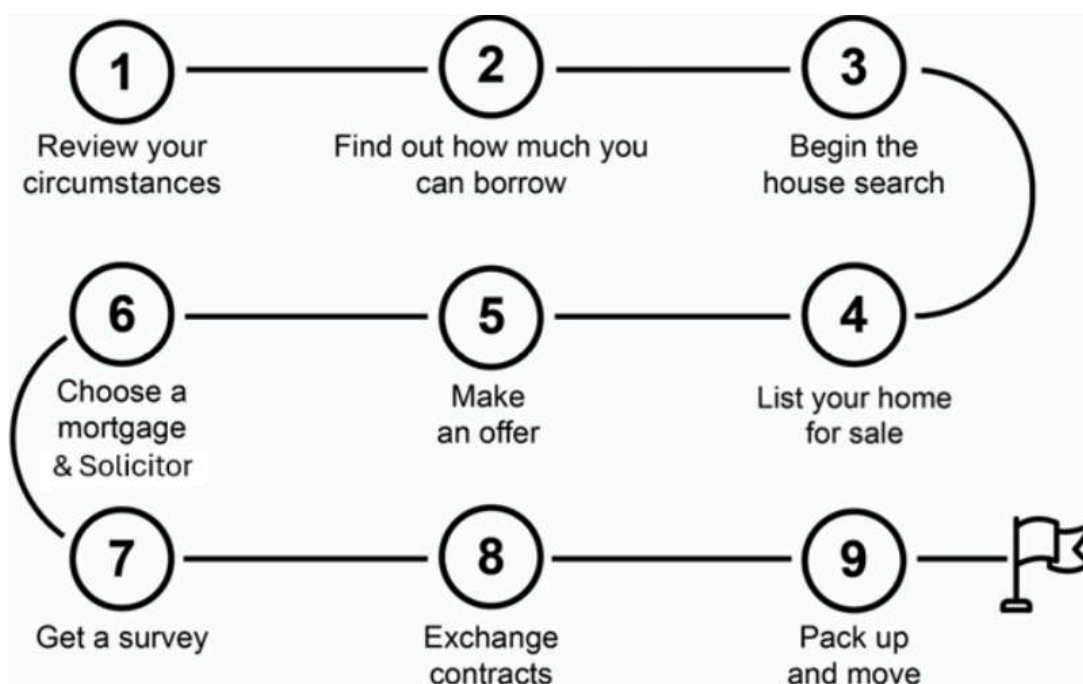 1
Review your
circumstances
2
Find out how much you
can borrow
3
Begin the
house search
4
List your home
for sale
5
Make
an offer
6
Choose a
mortgage
& Solicitor
7
Get a survey
8
Exchange
contracts
9
Pack up
and move